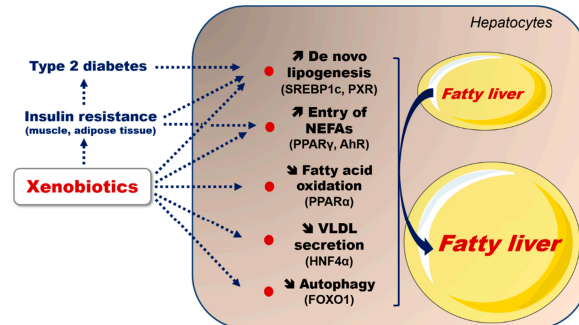 Hepatocytes
Type 2 diabetes
Insulin resistance
(muscle, adipose tissue)
Xenobiotics
↗ De novo
lipogenesis
(SREBP1c, PXR)
↗ Entry of
NEFAs
(PPARγ, AhR)
↘ Fatty acid
oxidation
(PPARα)
↘ VLDL
secretion
(HNF4α)
↘ Autophagy
(FOXO1)
Fatty liver
Fatty liver